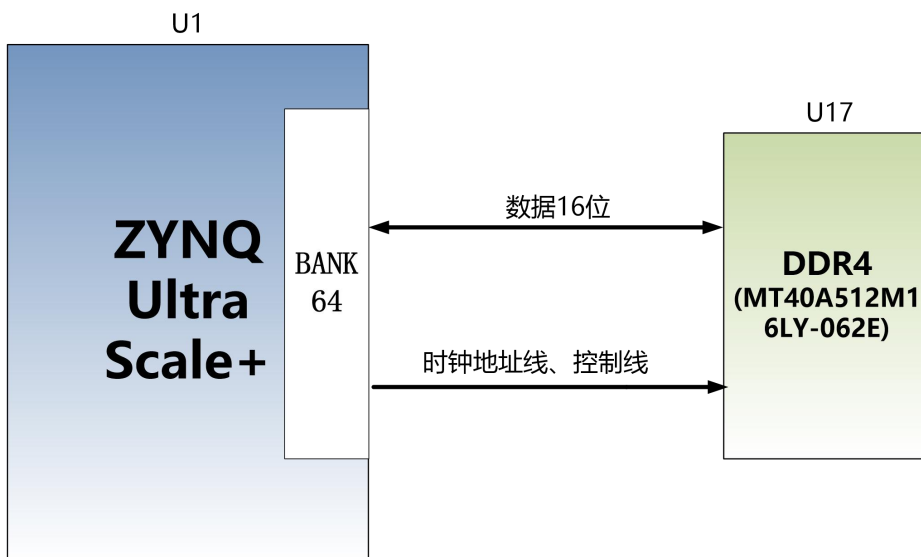 U1
U17
ZYNQ
Ultra
Scale+
BANK
64
数据16位
时钟地址线、控制线
DDR4
(MT40A512M1
6LY-062E)